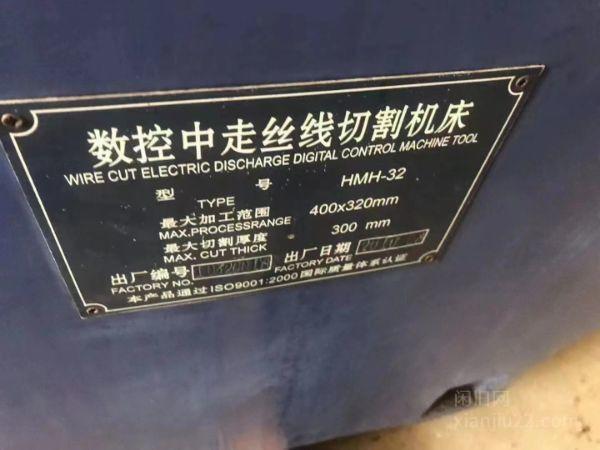 数控中走丝线切割机床
WIRE CUT ELECTRIC DISCHARGE DIGITAL CONTROL MACHINE TOOL
型 号 HMH-32
TYPE
最大加工范围 400x320mm
MAX.PROCESSRANGE
最大切割厚度 300 mm
MAX. CUT THICK
出厂编号 出厂日期
FACTORY NO. FACTORY DATE
本产品通过ISO9001:2000国际质量体系认证
闲旧网
xianjiu22.com